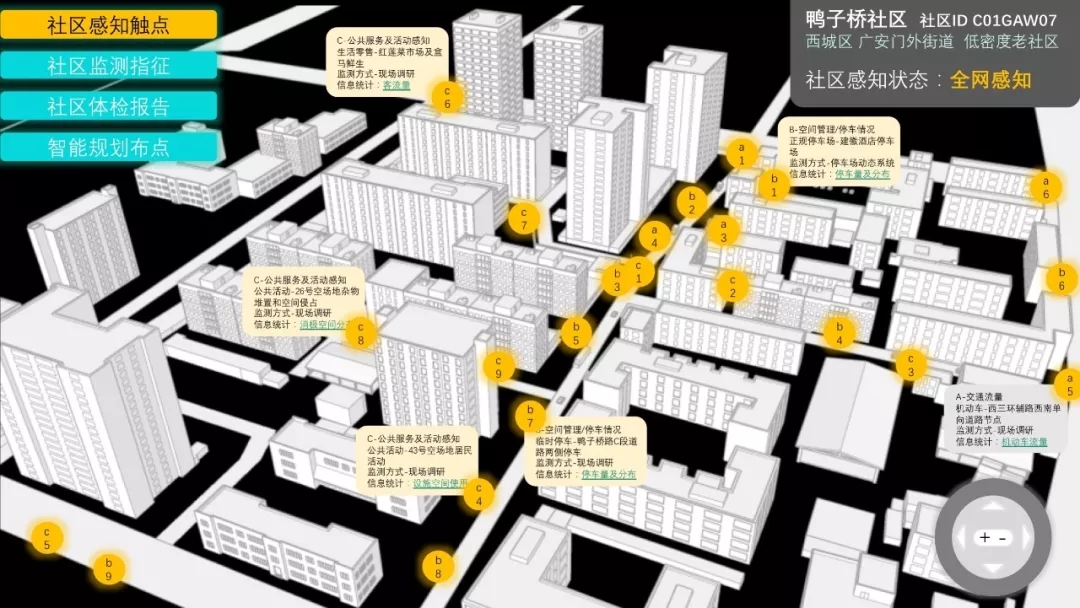 社区感知触点
社区监测指征
社区体检报告
智能规划布点
鸭子桥社区 社区ID C01GAW07
西城区 广安门外街道 低密度老社区
社区感知状态：全网感知
C-公共服务及活动感知
生活零售-红莲菜市场及盒
马鲜生
监测方式-现场调研
信息统计：客流量
c
6
B-空间管理/停车情况
正规停车场-建徽酒店停车
场
监测方式-停车场动态系统
信息统计：停车量及分布
a
1
b
1
a
6
b
2
c
7
a
3
a
4
b
3
c
1
c
2
b
6
C-公共服务及活动感知
公共活动-26号空场地杂物
堆置和空间侵占
监测方式-现场调研
信息统计：消极空间分
c
8
b
5
b
4
c
9
c
3
a
5
A-交通流量
机动车-西三环辅路西南单
向道路节点
监测方式-现场调研
信息统计：机动车流量
b
7
-空间管理/停车情况
临时停车-鸭子桥路C段道
路两侧停车
监测方式-现场调研
信息统计：停车量及分布
C-公共服务及活动感知
公共活动-43号空场地居民
活动
监测方式-现场调研
信息统计：设施空间使用
c
4
c
5
b
9
b
8
+ -